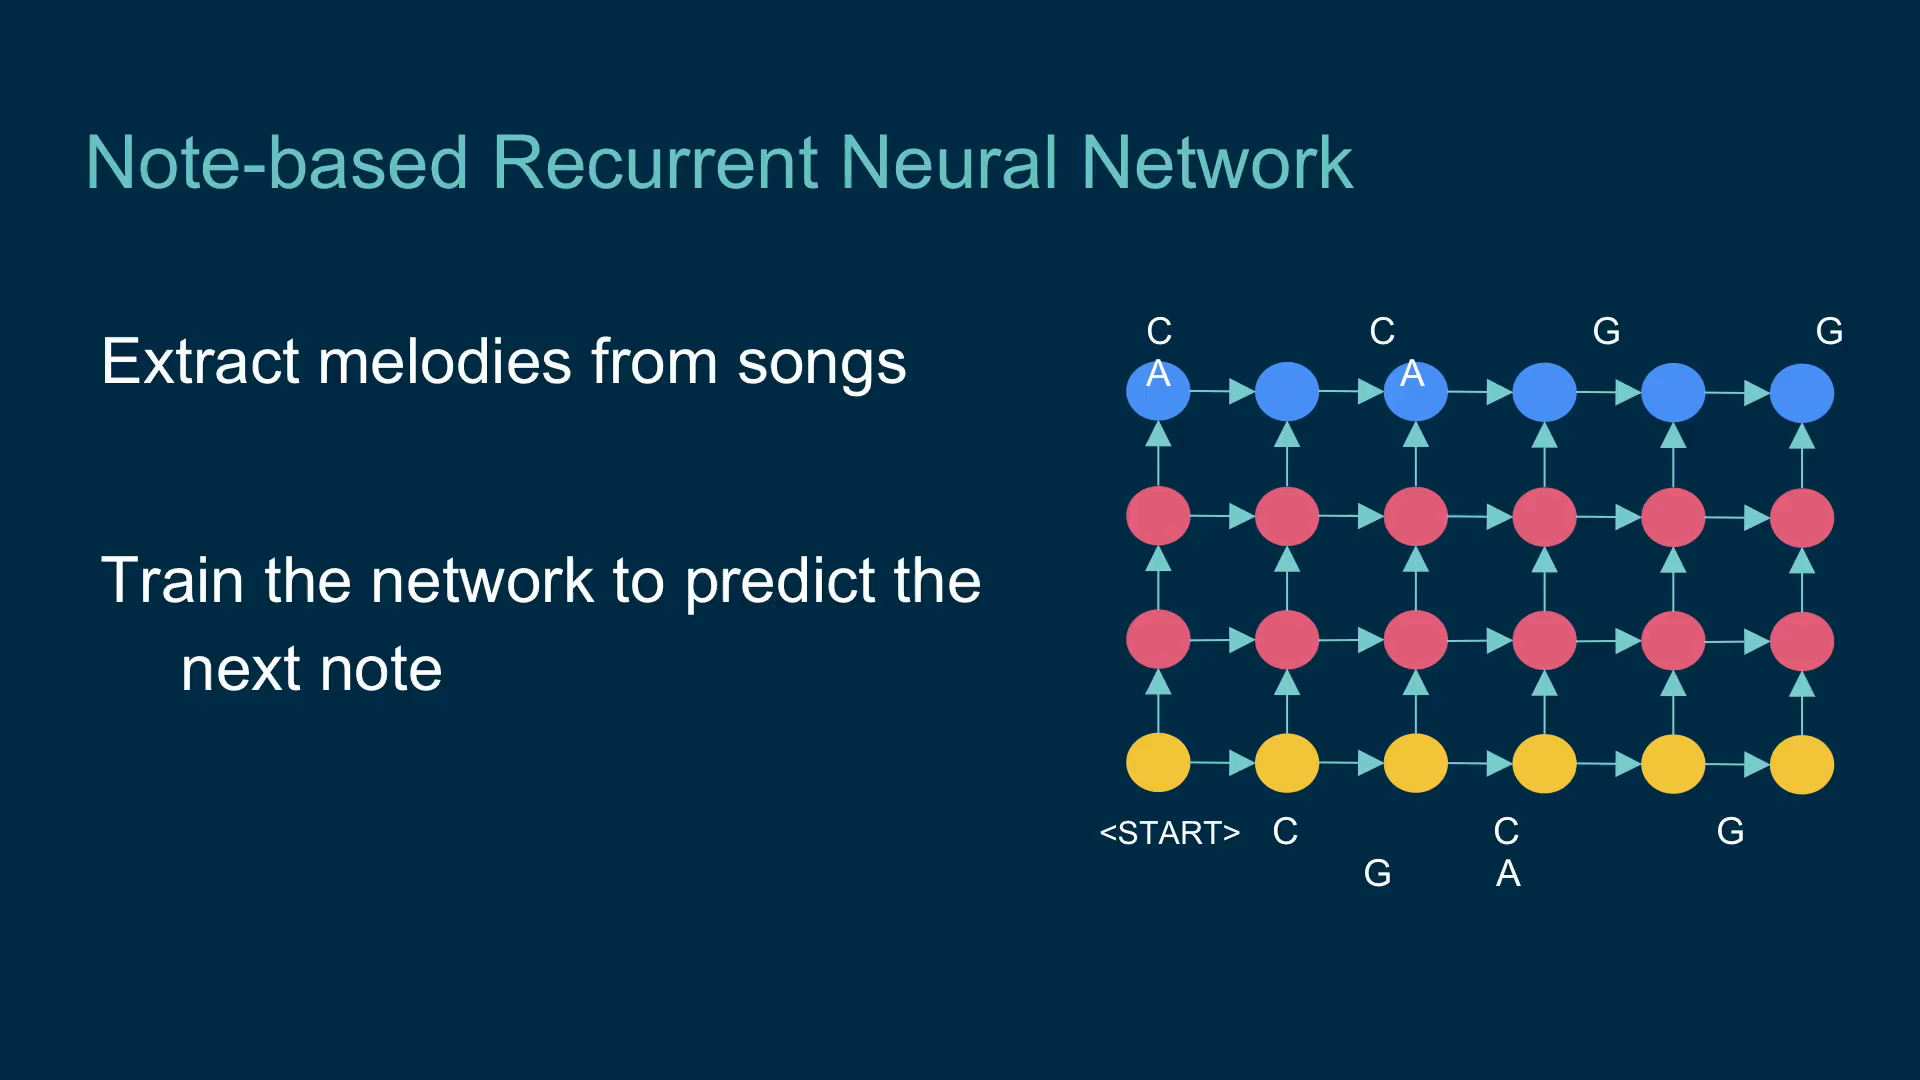 Note-based Recurrent Neural Network
Extract melodies from songs
Train the network to predict the
next note
C C G G
A A
<START> C C G
G A